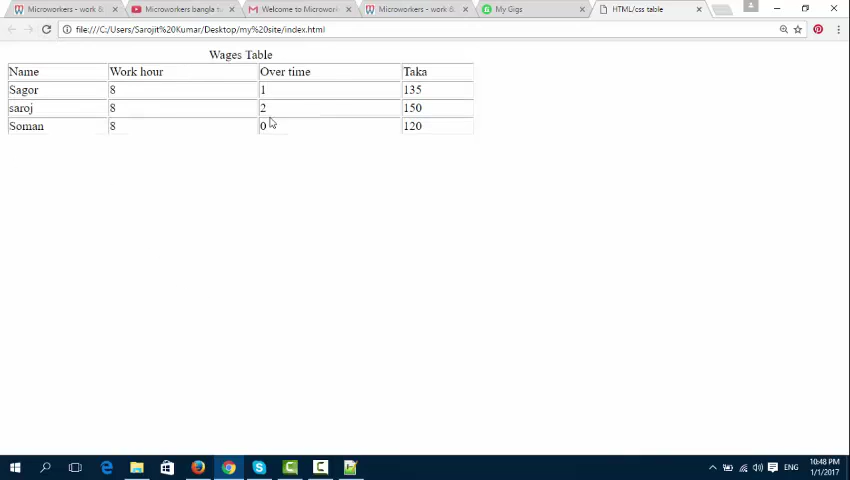 Microworkers - work & Microworkers bangla t Welcome to Microwork Microworkers - work & My Gigs HTML/css table
file:///C:/Users/Sarojit%20Kumar/Desktop/my%20site/index.html
Wages Table
Name Work hour Over time Taka
Sagor 8 1 135
saroj 8 2 150
Soman 8 0 120
ENG 10:48 PM
1/1/2017